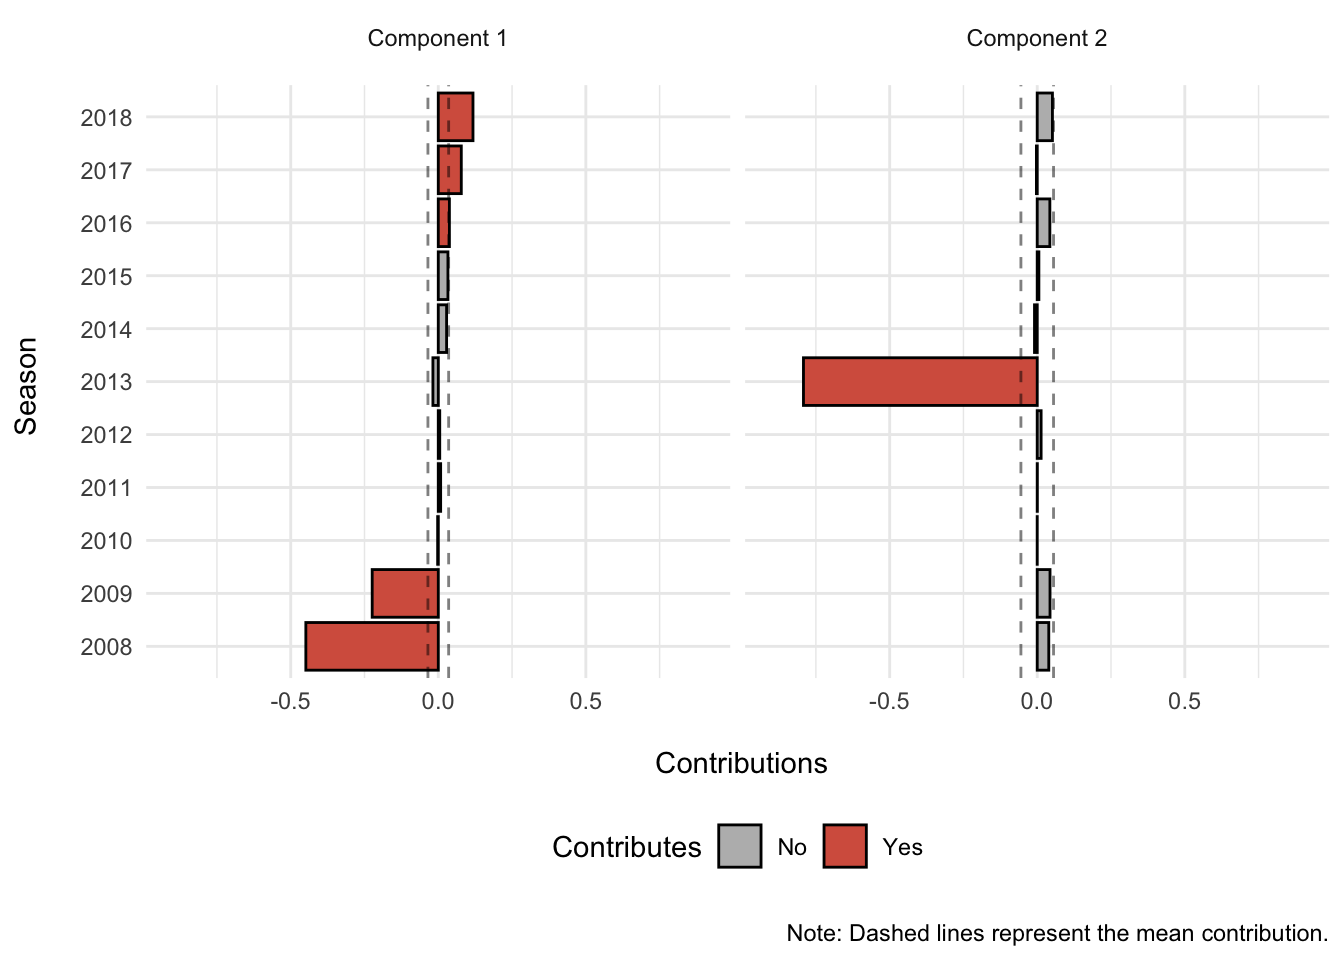 Component 1
Component 2
Season
2018
2017
2016
2015
2014
2013
2012
2011
2010
2009
2008
-0.5 0.0 0.5
-0.5 0.0 0.5
Contributions
Contributes No Yes
Note: Dashed lines represent the mean contribution.